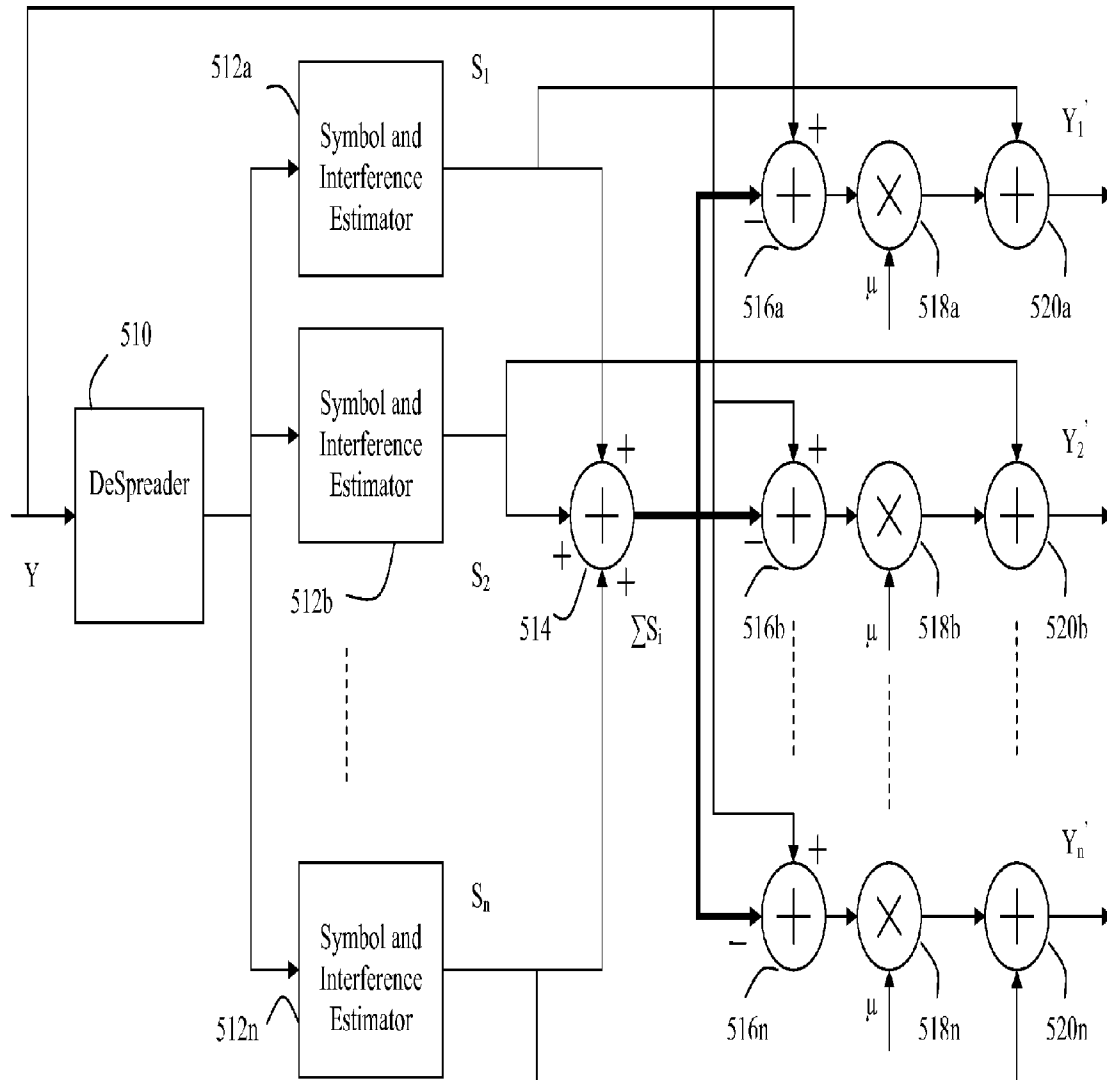 512a
S₁
Symbol and
Interference
Estimator
+
+
−
×
+
Y₁'
516a
μ
518a
520a
510
DeSpreader
Y
Symbol and
Interference
Estimator
512b
S₂
+
+
+
+
514
∑Sᵢ
+
+
−
×
+
Y₂'
516b
μ
518b
520b
Sₙ
Symbol and
Interference
Estimator
512n
+
+
−
×
+
Yₙ'
516n
μ
518n
520n